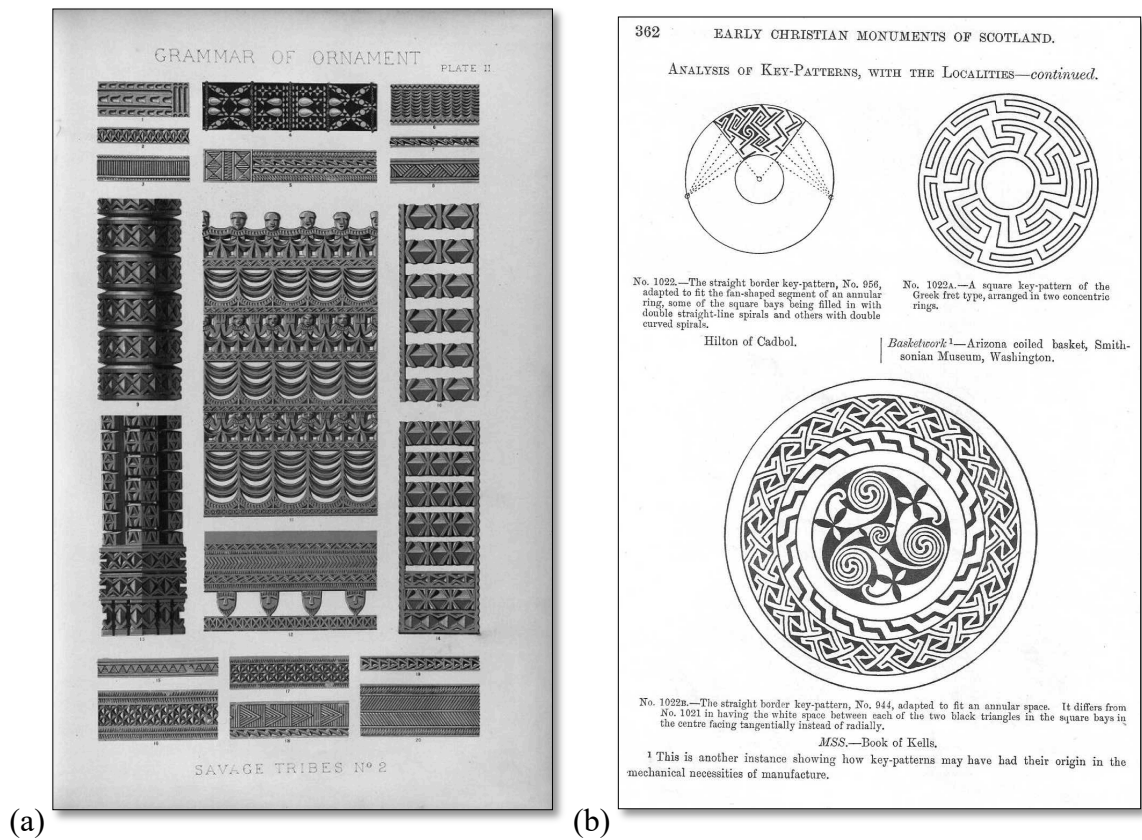 GRAMMAR OF ORNAMENT
PLATE II
SAVAGE TRIBES Nº 2
(a)
362
EARLY CHRISTIAN MONUMENTS OF SCOTLAND.
ANALYSIS OF KEY-PATTERNS, WITH THE LOCALITIES—continued.
No. 1022.—The straight border key-pattern, No. 956,
adapted to fit the fan-shaped segment of an annular
ring, some of the square bays being filled in with
double straight-line spirals and others with double
curved spirals.
Hilton of Cadbol.
No. 1022A.—A square key-pattern of the
Greek fret type, arranged in two concentric
rings.
Basketwork¹—Arizona coiled basket, Smith-
sonian Museum, Washington.
No. 1022B.—The straight border key-pattern, No. 944, adapted to fit an annular space. It differs from
No. 1021 in having the white space between each of the two black triangles in the square bays in
the centre facing tangentially instead of radially.
MSS.—Book of Kells.
¹ This is another instance showing how key-patterns may have had their origin in the
mechanical necessities of manufacture.
(b)